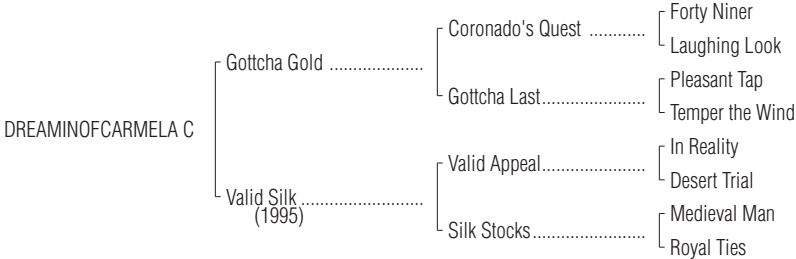 Forty Niner
Coronado's Quest ............
Laughing Look
Gottcha Gold ....................
Pleasant Tap
Gottcha Last......................
Temper the Wind
DREAMINOFCARMELA C
In Reality
Valid Appeal.......................
Desert Trial
Valid Silk ..........................
(1995)
Medieval Man
Silk Stocks........................
Royal Ties